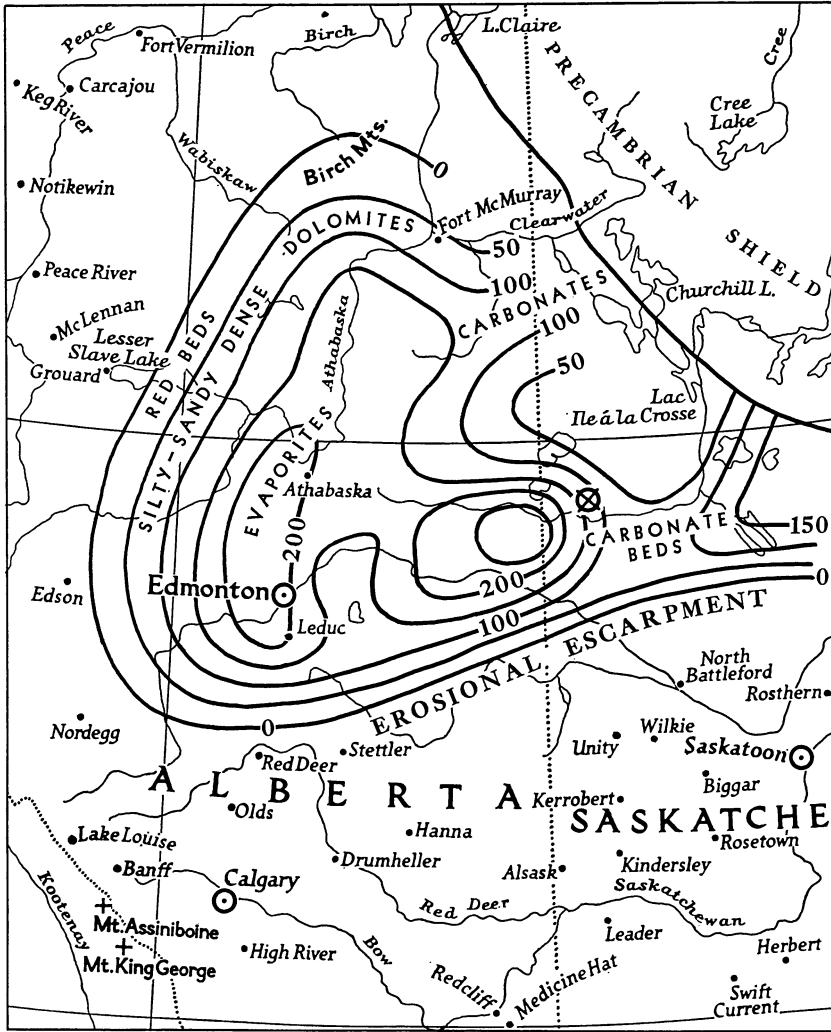 Peace
Fort Vermilion
Birch
L. Claire
Carcajou
Keg River
PRECAMBRIAN SHIELD
Cree
Cree
Lake
Wabiskaw
Birch Mts.
0
Notikewin
Fort McMurray
Clearwater
DOLOMITES
50
Peace River
100
CARBONATES
Churchill L.
McLennan
Lesser
Slave Lake
Grouard
RED BEDS
SILTY-SANDY DENSE
Athabaska
100
50
Lac
Ile á la Crosse
EVAPORITES
Athabaska
200
CARBONATE
BEDS
150
Edson
Edmonton
200
0
Leduc
100
EROSIONAL ESCARPMENT
North
Battleford
Rosthern
Nordegg
0
Stettler
Red Deer
Unity
Wilkie
Saskatoon
ALBERTA
Biggar
Olds
Kerrobert
SASKATCHE
Hanna
Rosetown
Lake Louise
Drumheller
Banff
Alsask
Kindersley
Calgary
Saskatchewan
Kootenay
Red Deer
Mt. Assiniboine
Leader
Mt. King George
High River
Bow
Herbert
Redcliff
Medicine Hat
Swift
Current